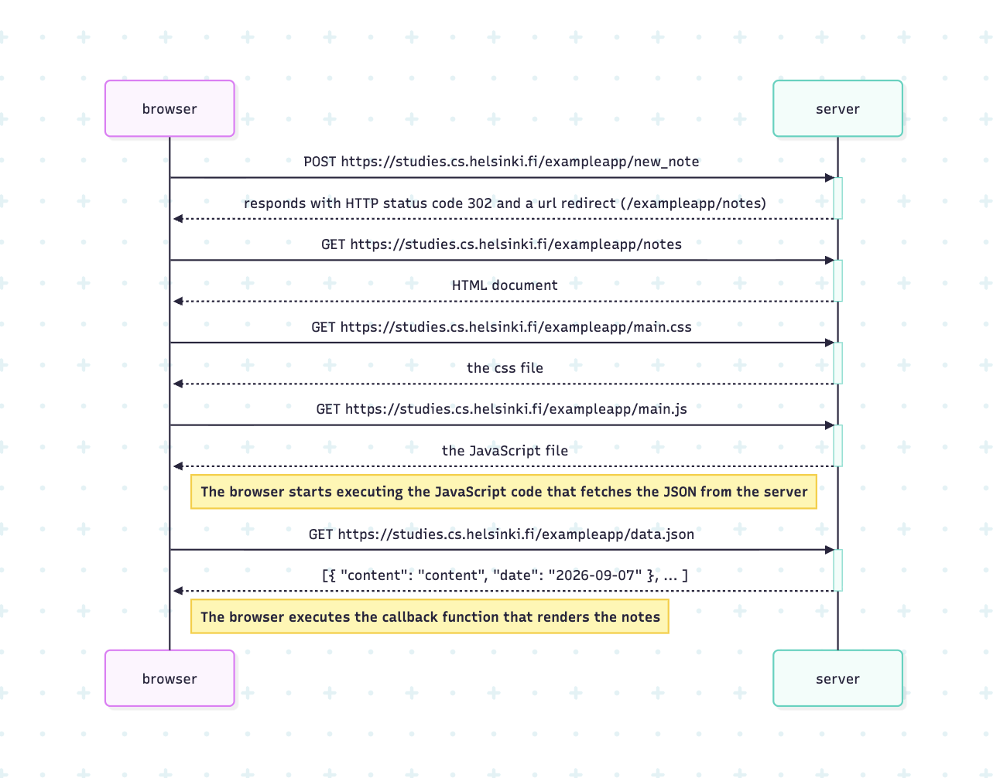 browser
server
POST https://studies.cs.helsinki.fi/exampleapp/new_note
responds with HTTP status code 302 and a url redirect (/exampleapp/notes)
GET https://studies.cs.helsinki.fi/exampleapp/notes
HTML document
GET https://studies.cs.helsinki.fi/exampleapp/main.css
the css file
GET https://studies.cs.helsinki.fi/exampleapp/main.js
the JavaScript file
The browser starts executing the JavaScript code that fetches the JSON from the server
GET https://studies.cs.helsinki.fi/exampleapp/data.json
[{ "content": "content", "date": "2026-09-07" }, ... ]
The browser executes the callback function that renders the notes
browser
server